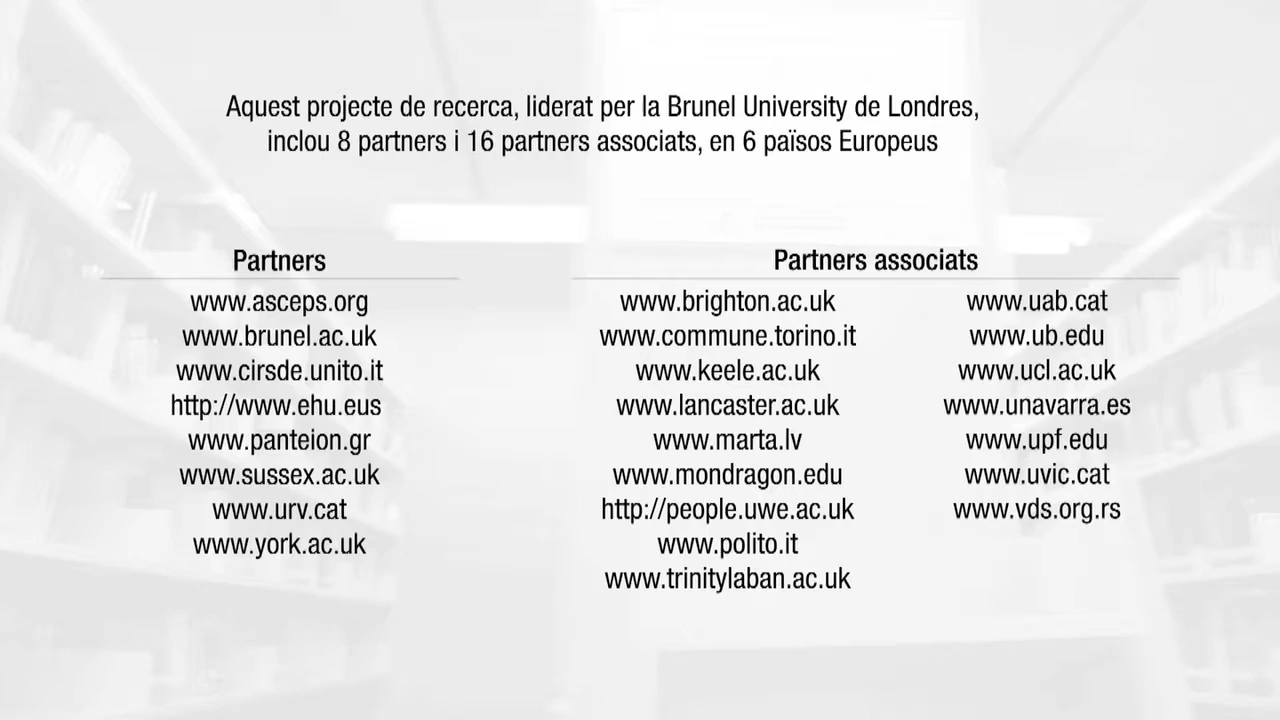 Aquest projecte de recerca, liderat per la Brunel University de Londres,
inclou 8 partners i 16 partners associats, en 6 països Europeus
Partners
www.asceps.org
www.brunel.ac.uk
www.cirsde.unito.it
http://www.ehu.eus
www.panteion.gr
www.sussex.ac.uk
www.urv.cat
www.york.ac.uk
Partners associats
www.brighton.ac.uk
www.commune.torino.it
www.keele.ac.uk
www.lancaster.ac.uk
www.marta.lv
www.mondragon.edu
http://people.uwe.ac.uk
www.polito.it
www.trinitylaban.ac.uk
www.uab.cat
www.ub.edu
www.ucl.ac.uk
www.unavarra.es
www.upf.edu
www.uvic.cat
www.vds.org.rs